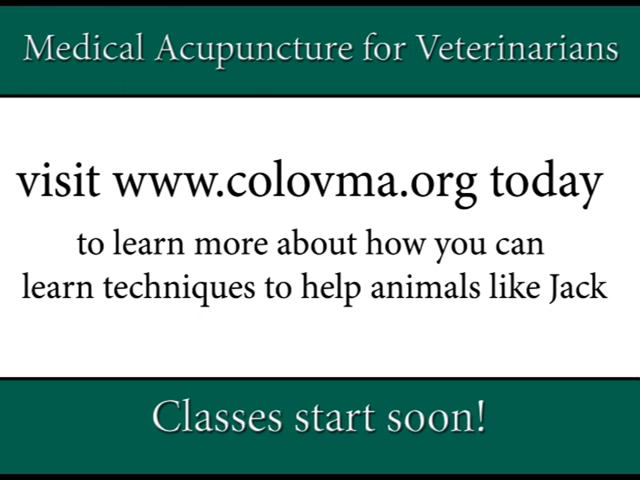 Medical Acupuncture for Veterinarians
visit www.colovma.org today
to learn more about how you can
learn techniques to help animals like Jack
Classes start soon!